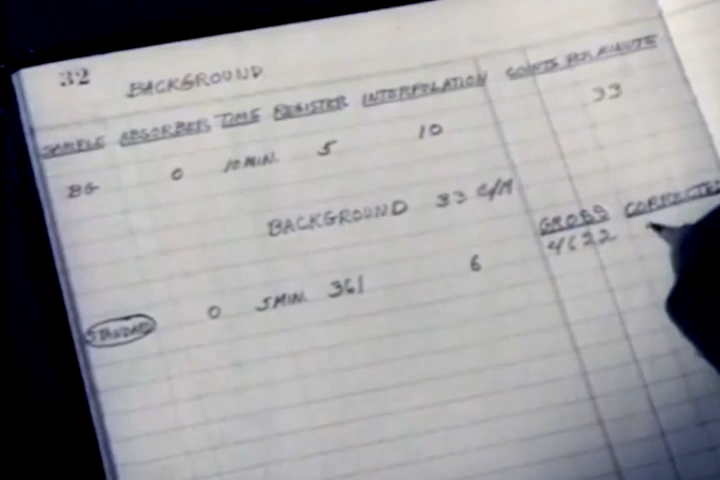 32 BACKGROUND
SAMPLE ABSORBER TIME REGISTER INTERPOLATION COUNTS PER MINUTE
BG 0 10 MIN. 5 10 33
BACKGROUND 33 C/M
GROSS CORRECTED
STANDARD 0 5 MIN. 361 6 4622